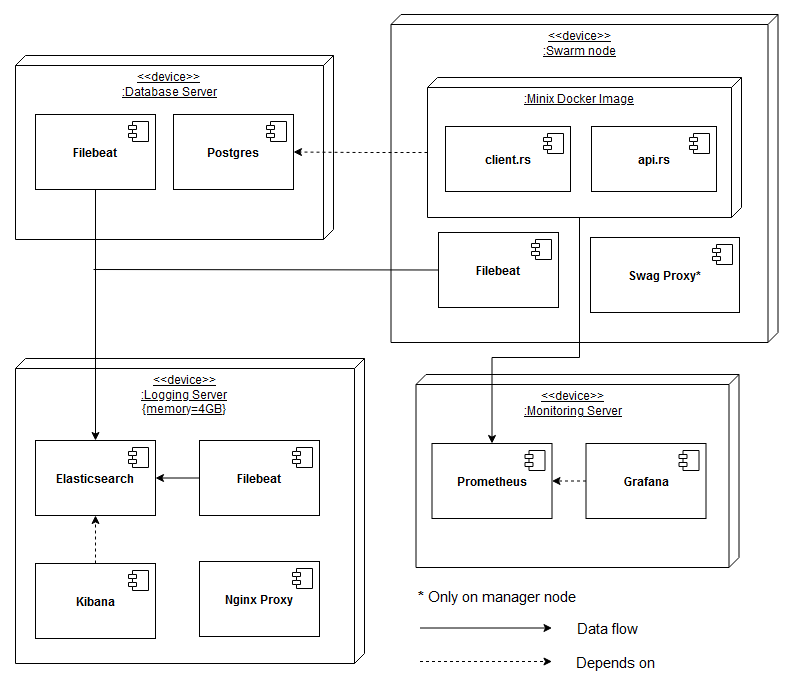 <<device>>
:Database Server
Filebeat
Postgres
<<device>>
:Swarm node
:Minix Docker Image
client.rs
api.rs
Filebeat
Swag Proxy*
<<device>>
:Logging Server
{memory=4GB}
Elasticsearch
Filebeat
Kibana
Nginx Proxy
<<device>>
:Monitoring Server
Prometheus
Grafana
* Only on manager node
Data flow
Depends on